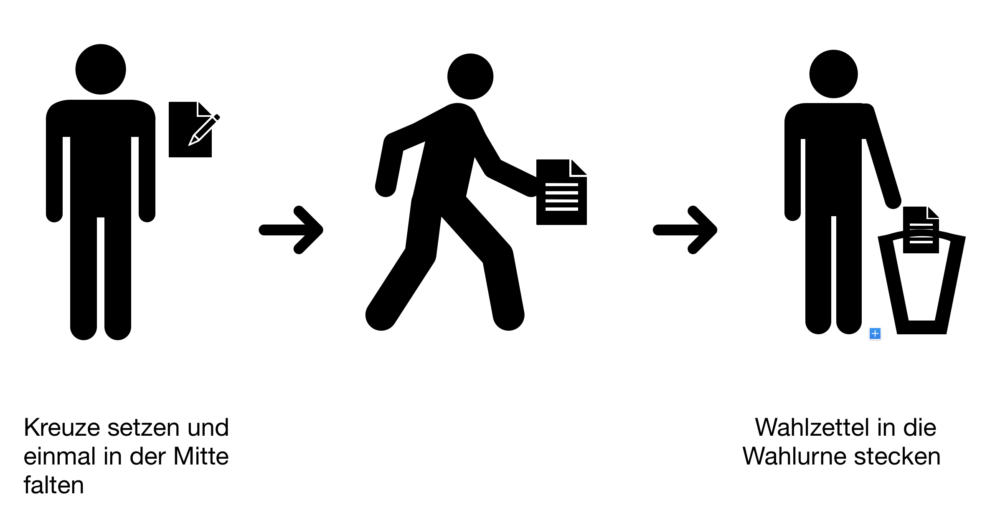 Kreuze setzen und
einmal in der Mitte
falten
Wahlzettel in die
Wahlurne stecken